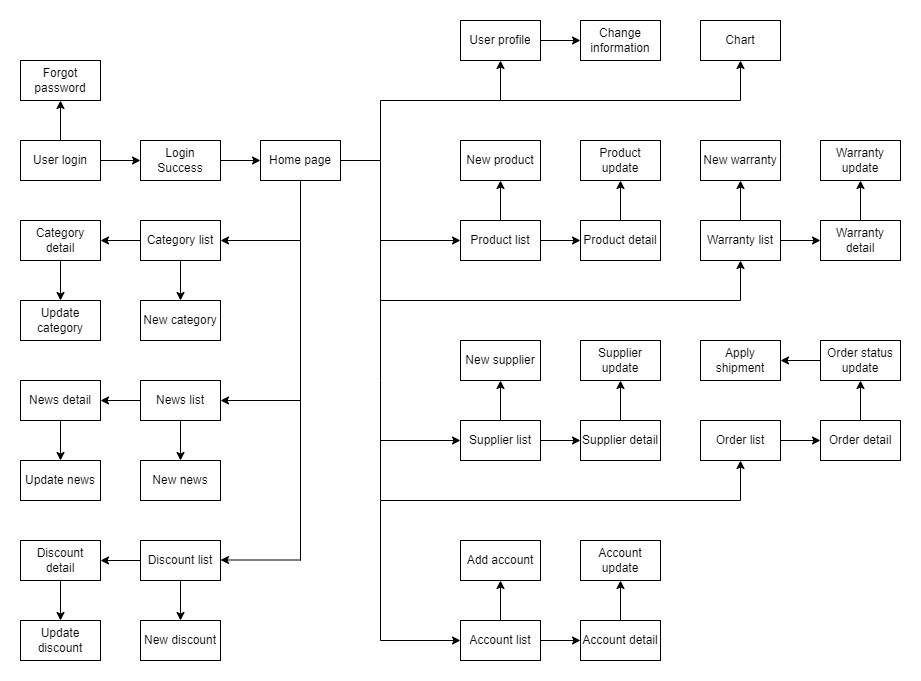 User profile
Change
information
Chart
Forgot
password
User login
Login
Success
Home page
New product
Product
update
New warranty
Warranty
update
Category
detail
Category list
Product list
Product detail
Warranty list
Warranty
detail
Update
category
New category
New supplier
Supplier
update
Apply
shipment
Order status
update
News detail
News list
Supplier list
Supplier detail
Order list
Order detail
Update news
New news
Discount
detail
Discount list
Add account
Account
update
Update
discount
New discount
Account list
Account detail